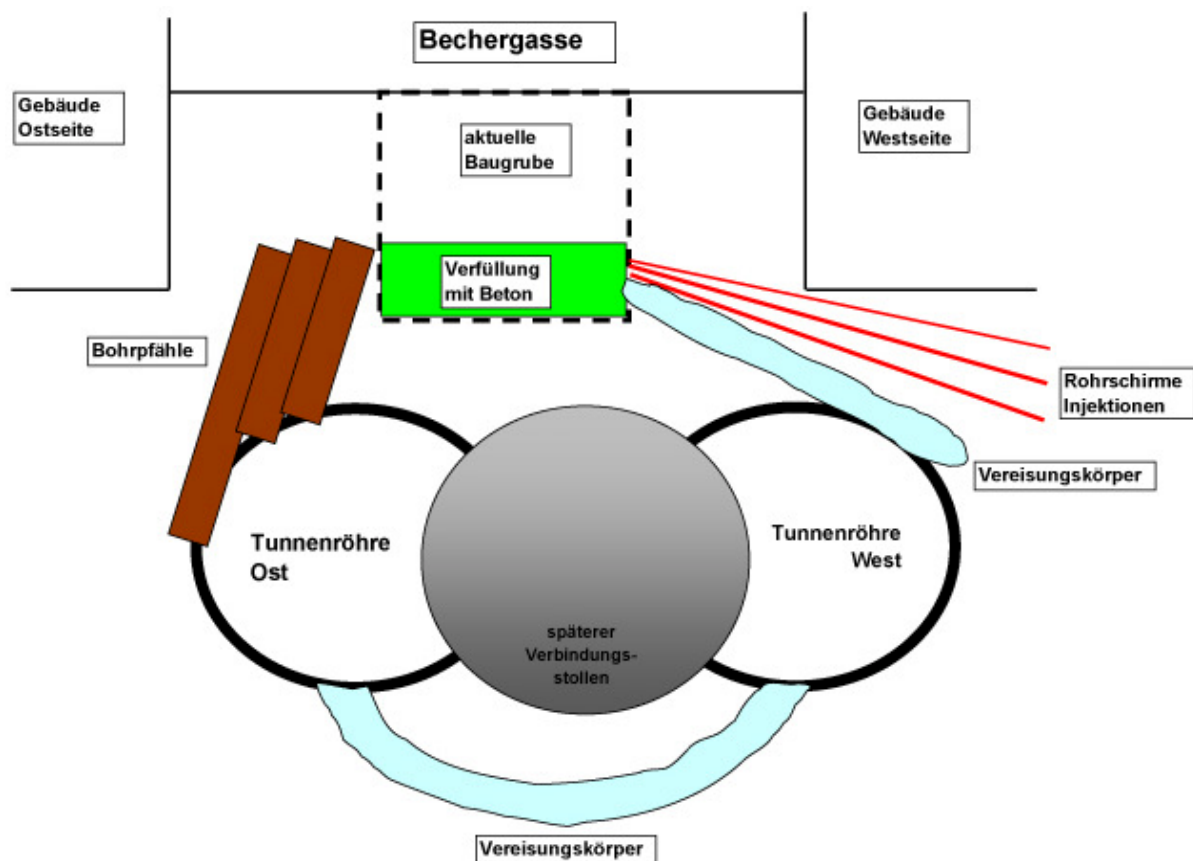 Bechergasse
Gebäude
Ostseite
aktuelle
Baugrube
Gebäude
Westseite
Verfüllung
mit Beton
Bohrpfähle
Rohrschirme
Injektionen
Vereisungskörper
Tunnenröhre
Ost
Tunnenröhre
West
späterer
Verbindungs-
stollen
Vereisungskörper